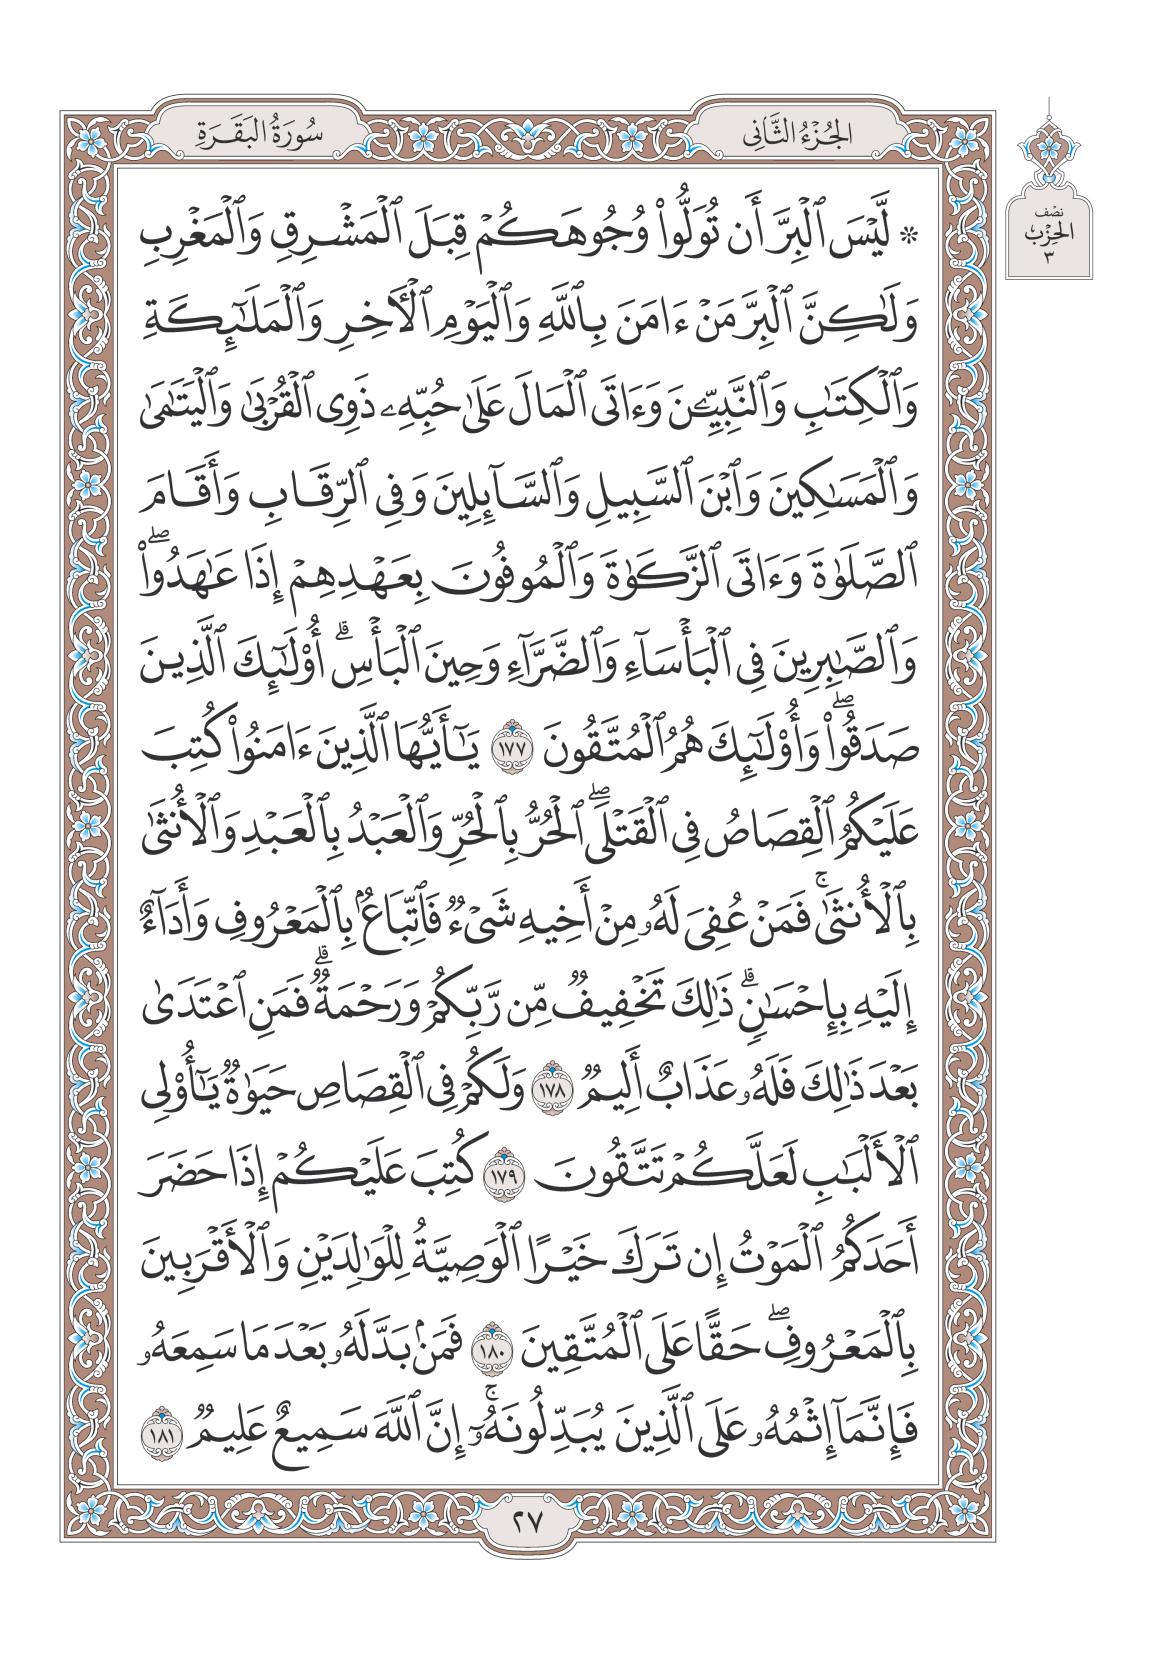 الجُزْءُ الثَّانِي
سُورَةُ البَقَرَةِ
نصف
الحِزْب
٣
۞ لَّيْسَ ٱلْبِرَّ أَن تُوَلُّوا۟ وُجُوهَكُمْ قِبَلَ ٱلْمَشْرِقِ وَٱلْمَغْرِبِ
وَلَـٰكِنَّ ٱلْبِرَّ مَنْ ءَامَنَ بِٱللَّهِ وَٱلْيَوْمِ ٱلْـَٔاخِرِ وَٱلْمَلَـٰٓئِكَةِ
وَٱلْكِتَـٰبِ وَٱلنَّبِيِّـۧنَ وَءَاتَى ٱلْمَالَ عَلَىٰ حُبِّهِۦ ذَوِى ٱلْقُرْبَىٰ وَٱلْيَتَـٰمَىٰ
وَٱلْمَسَـٰكِينَ وَٱبْنَ ٱلسَّبِيلِ وَٱلسَّآئِلِينَ وَفِى ٱلرِّقَابِ وَأَقَامَ
ٱلصَّلَوٰةَ وَءَاتَى ٱلزَّكَوٰةَ وَٱلْمُوفُونَ بِعَهْدِهِمْ إِذَا عَـٰهَدُوا۟ۖ
وَٱلصَّـٰبِرِينَ فِى ٱلْبَأْسَآءِ وَٱلضَّرَّآءِ وَحِينَ ٱلْبَأْسِۗ أُو۟لَـٰٓئِكَ ٱلَّذِينَ
صَدَقُوا۟ۖ وَأُو۟لَـٰٓئِكَ هُمُ ٱلْمُتَّقُونَ ١٧٧ يَـٰٓأَيُّهَا ٱلَّذِينَ ءَامَنُوا۟ كُتِبَ
عَلَيْكُمُ ٱلْقِصَاصُ فِى ٱلْقَتْلَىۖ ٱلْحُرُّ بِٱلْحُرِّ وَٱلْعَبْدُ بِٱلْعَبْدِ وَٱلْأُنثَىٰ
بِٱلْأُنثَىٰۚ فَمَنْ عُفِىَ لَهُۥ مِنْ أَخِيهِ شَىْءٌ فَٱتِّبَاعٌۢ بِٱلْمَعْرُوفِ وَأَدَآءٌ
إِلَيْهِ بِإِحْسَـٰنٍۗ ذَٰلِكَ تَخْفِيفٌ مِّن رَّبِّكُمْ وَرَحْمَةٌۗ فَمَنِ ٱعْتَدَىٰ
بَعْدَ ذَٰلِكَ فَلَهُۥ عَذَابٌ أَلِيمٌ ١٧٨ وَلَكُمْ فِى ٱلْقِصَاصِ حَيَوٰةٌ يَـٰٓأُو۟لِى
ٱلْأَلْبَـٰبِ لَعَلَّكُمْ تَتَّقُونَ ١٧٩ كُتِبَ عَلَيْكُمْ إِذَا حَضَرَ
أَحَدَكُمُ ٱلْمَوْتُ إِن تَرَكَ خَيْرًا ٱلْوَصِيَّةُ لِلْوَٰلِدَيْنِ وَٱلْأَقْرَبِينَ
بِٱلْمَعْرُوفِۖ حَقًّا عَلَى ٱلْمُتَّقِينَ ١٨٠ فَمَنۢ بَدَّلَهُۥ بَعْدَ مَا سَمِعَهُۥ
فَإِنَّمَآ إِثْمُهُۥ عَلَى ٱلَّذِينَ يُبَدِّلُونَهُۥٓۚ إِنَّ ٱللَّهَ سَمِيعٌ عَلِيمٌ ١٨١
٢٧